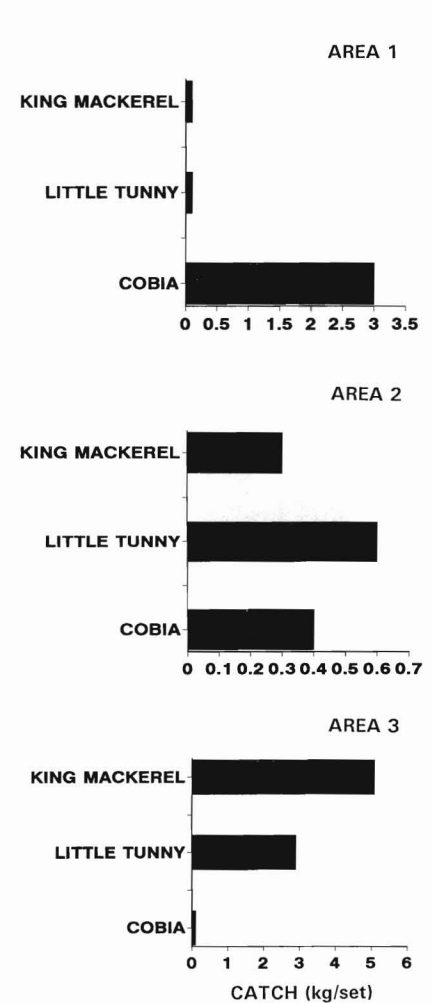 AREA 1
KING MACKEREL
LITTLE TUNNY
COBIA
0 0.5 1 1.5 2 2.5 3 3.5
AREA 2
KING MACKEREL
LITTLE TUNNY
COBIA
0 0.1 0.2 0.3 0.4 0.5 0.6 0.7
AREA 3
KING MACKEREL
LITTLE TUNNY
COBIA
0 1 2 3 4 5 6
CATCH (kg/set)